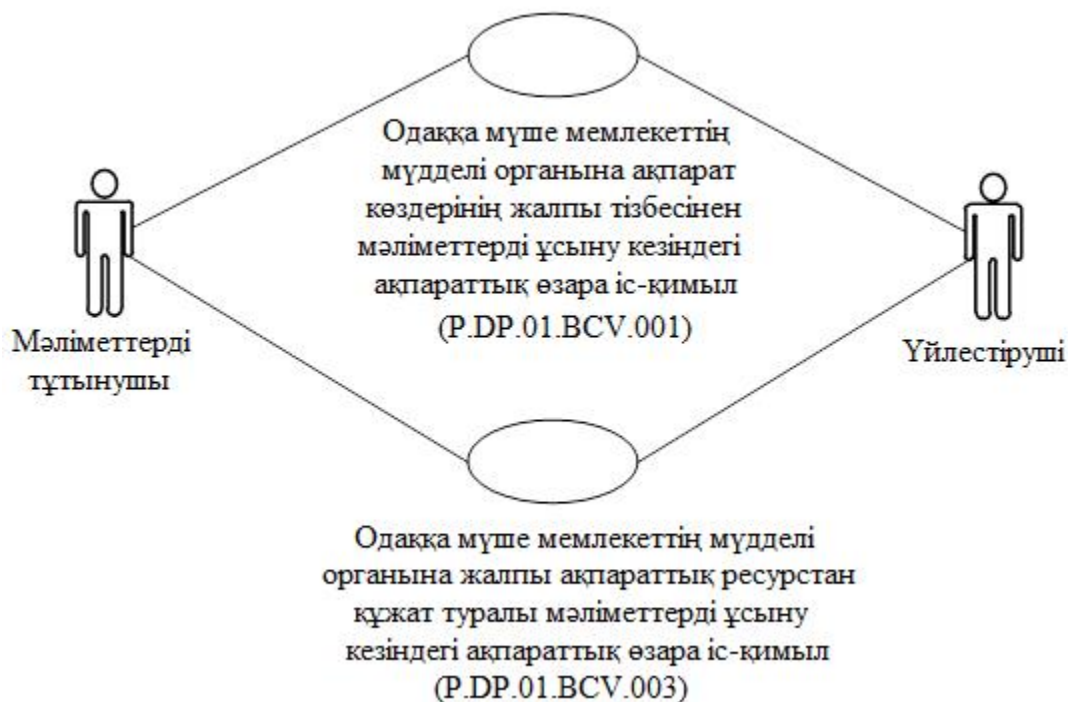 Одаққа мүше мемлекеттің
мүдделі органына ақпарат
көздерінің жалпы тізбесінен
мәліметтерді ұсыну кезіндегі
ақпараттық өзара іс-қимыл
(P.DP.01.BCV.001)
Мәліметтерді
тұтынушы
Үйлестіруші
Одаққа мүше мемлекеттің мүдделі
органына жалпы ақпараттық ресурстан
құжат туралы мәліметтерді ұсыну
кезіндегі ақпараттық өзара іс-қимыл
(P.DP.01.BCV.003)